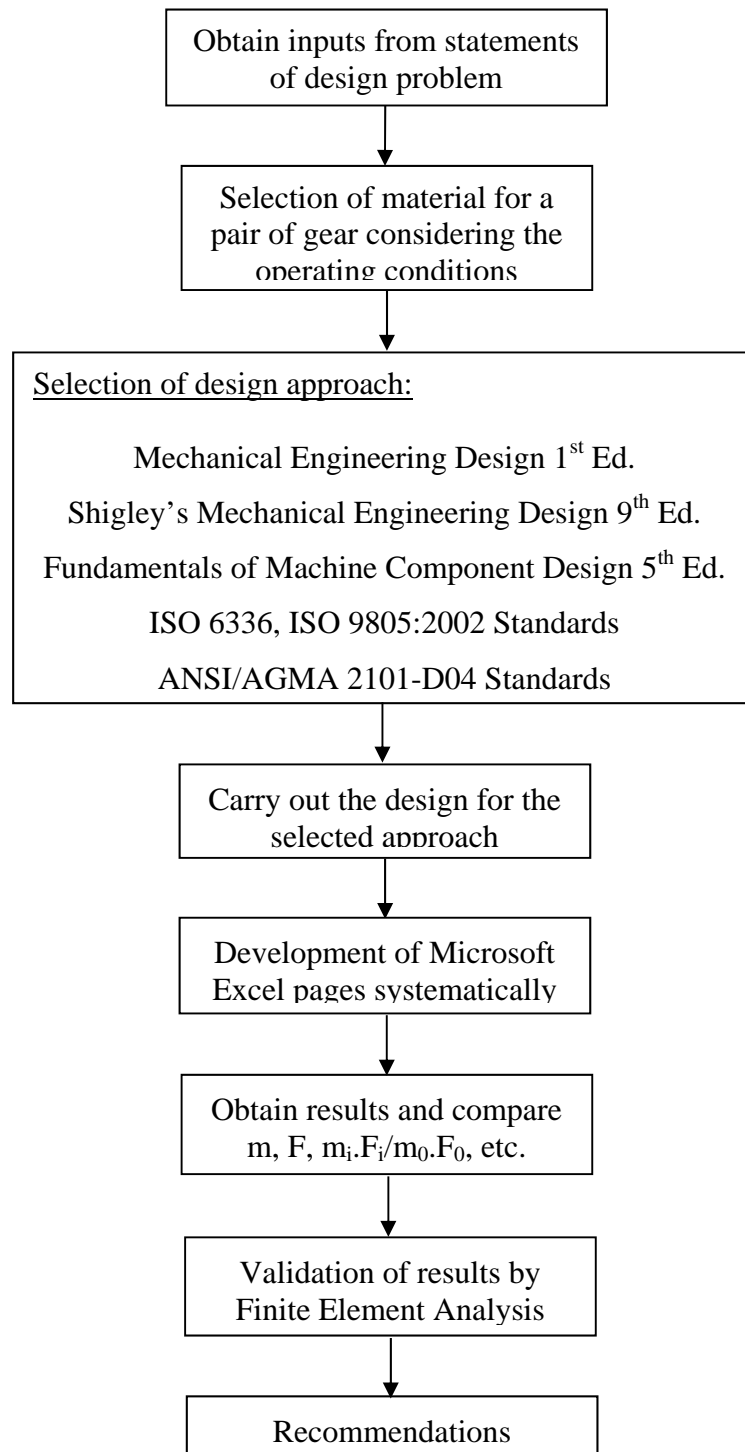 Obtain inputs from statements
of design problem
Selection of material for a
pair of gear considering the
operating conditions
Selection of design approach:
Mechanical Engineering Design 1st Ed.
Shigley’s Mechanical Engineering Design 9th Ed.
Fundamentals of Machine Component Design 5th Ed.
ISO 6336, ISO 9805:2002 Standards
ANSI/AGMA 2101-D04 Standards
Carry out the design for the
selected approach
Development of Microsoft
Excel pages systematically
Obtain results and compare
m, F, mi.Fi/m0.F0, etc.
Validation of results by
Finite Element Analysis
Recommendations